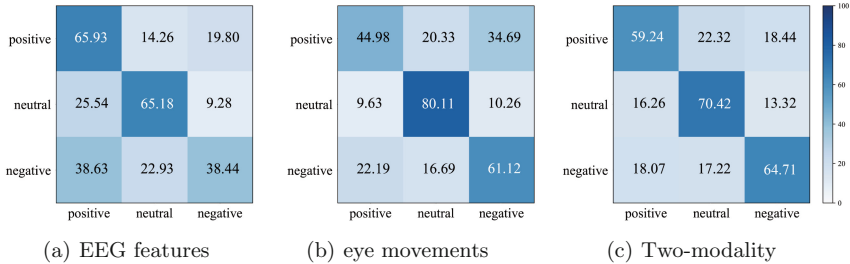 positive 65.93 14.26 19.80
neutral 25.54 65.18 9.28
negative 38.63 22.93 38.44
positive neutral negative
(a) EEG features
positive 44.98 20.33 34.69
neutral 9.63 80.11 10.26
negative 22.19 16.69 61.12
positive neutral negative
(b) eye movements
positive 59.24 22.32 18.44
neutral 16.26 70.42 13.32
negative 18.07 17.22 64.71
positive neutral negative
(c) Two-modality
100
80
60
40
20
0